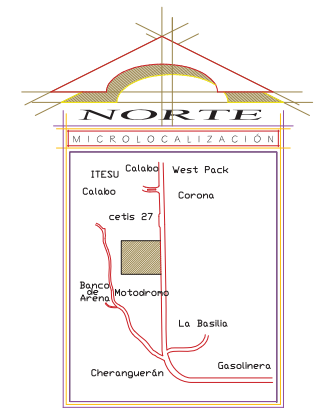 NORTE
MICROLOCALIZACIÓN
Calabo West Pack
ITESU
Calabo
Corona
cetis 27
Banco
de
Arena
Motodromo
La Basilia
Gasolinera
Cheranguerán